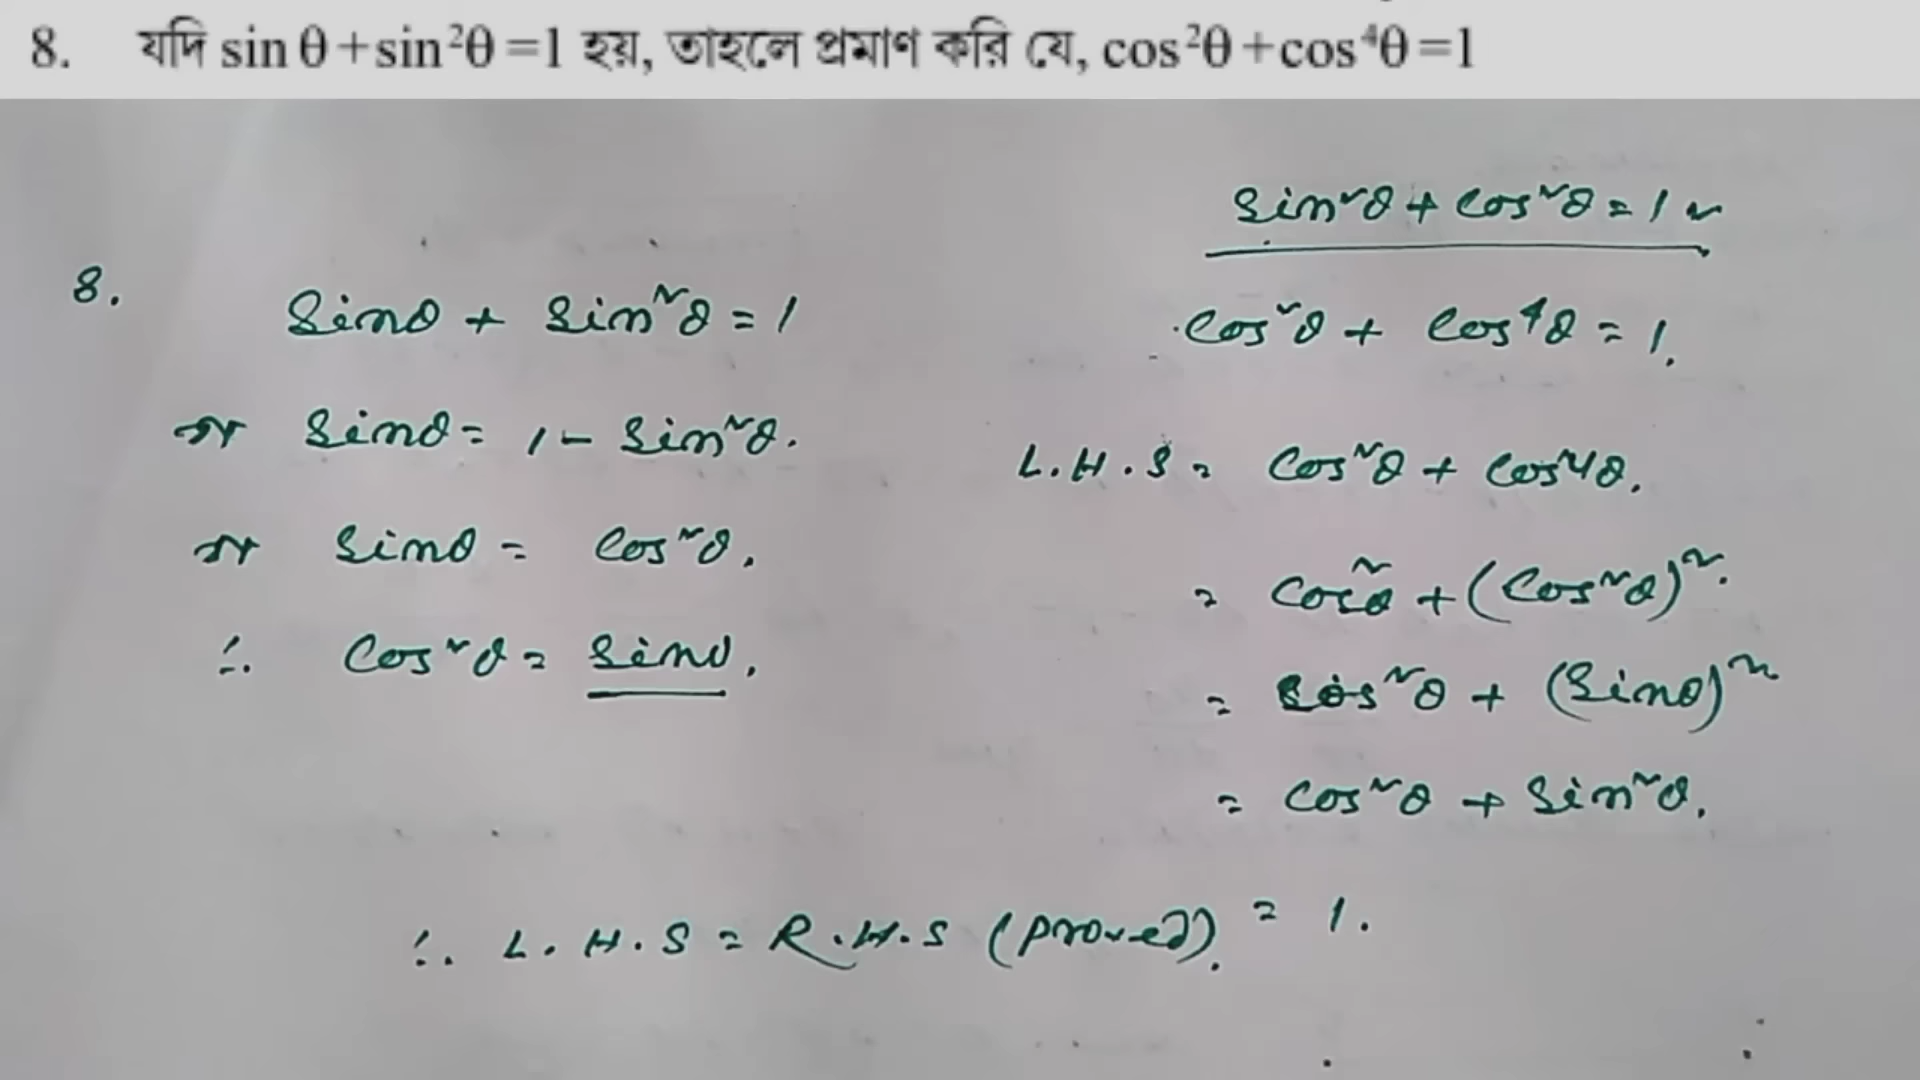 8. যদি sin θ + sin²θ = 1 হয়, তাহলে প্রমাণ করি যে, cos²θ + cos⁴θ = 1
sin²θ + cos²θ = 1
8. Sinθ + Sin²θ = 1
বা Sinθ = 1 - Sin²θ.
বা Sinθ = Cos²θ.
∴ Cos²θ = Sinθ.
Cos²θ + Cos⁴θ = 1.
L.H.S = Cos²θ + Cos⁴θ.
= Cos²θ + (Cos²θ)².
= Cos²θ + (Sinθ)²
= Cos²θ + Sin²θ.
= 1.
∴ L.H.S = R.H.S (proved).